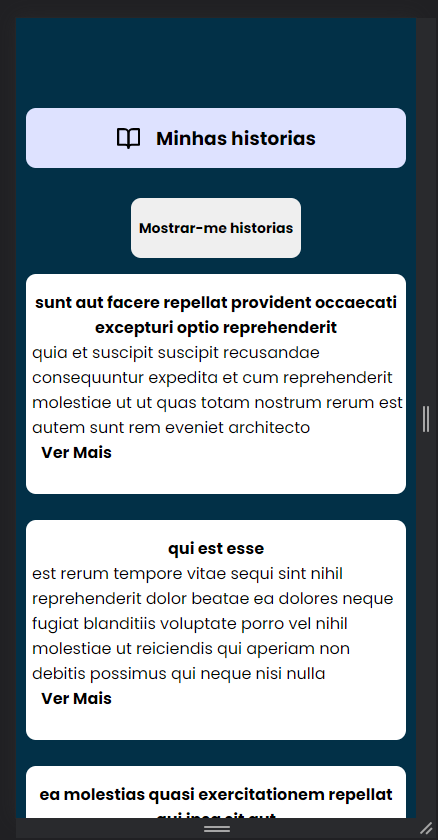 Minhas historias
Mostrar-me historias
sunt aut facere repellat provident occaecati
excepturi optio reprehenderit
quia et suscipit suscipit recusandae
consequuntur expedita et cum reprehenderit
molestiae ut ut quas totam nostrum rerum est
autem sunt rem eveniet architecto
Ver Mais
qui est esse
est rerum tempore vitae sequi sint nihil
reprehenderit dolor beatae ea dolores neque
fugiat blanditiis voluptate porro vel nihil
molestiae ut reiciendis qui aperiam non
debitis possimus qui neque nisi nulla
Ver Mais
ea molestias quasi exercitationem repellat
qui ipsa sit aut